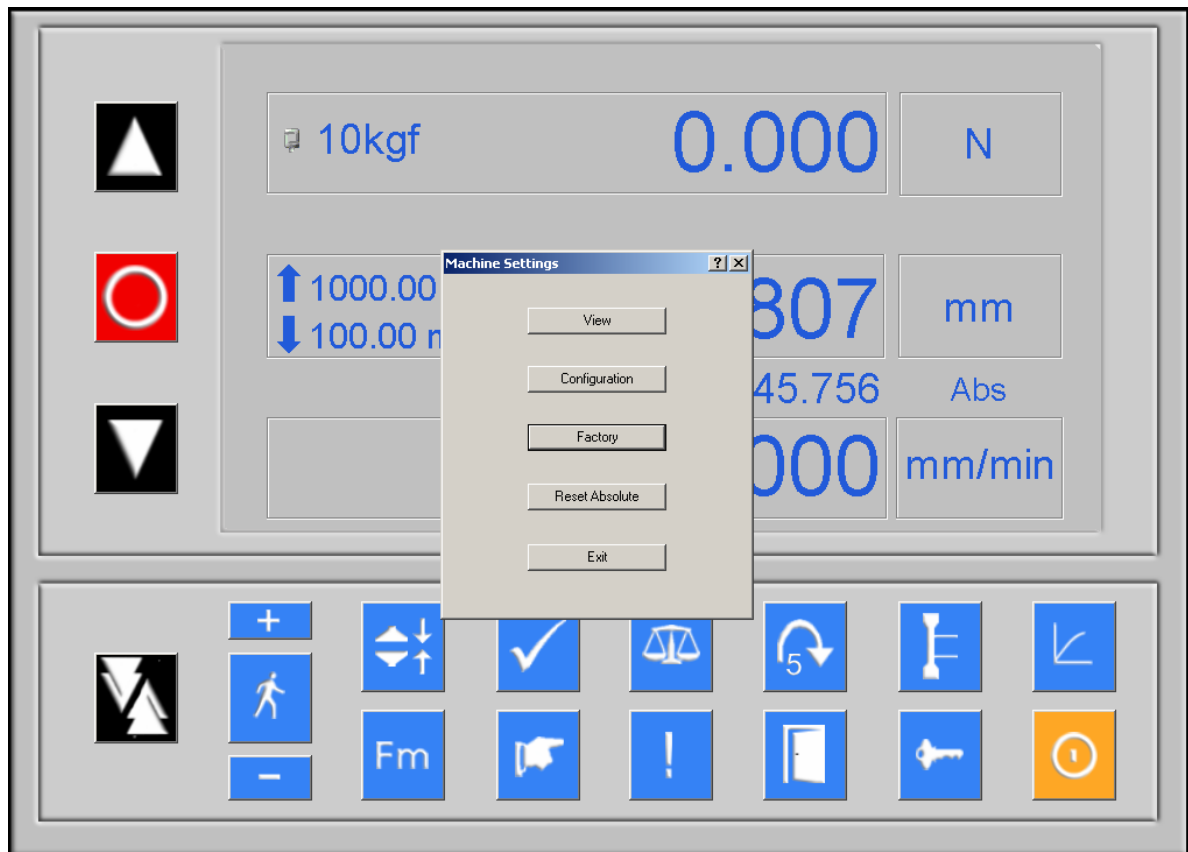 10kgf 0.000 N
Machine Settings
1000.00 807 mm
100.00
View
Configuration
45.756 Abs
Factory
000 mm/min
Reset Absolute
Exit
+
5
Fm
!
−